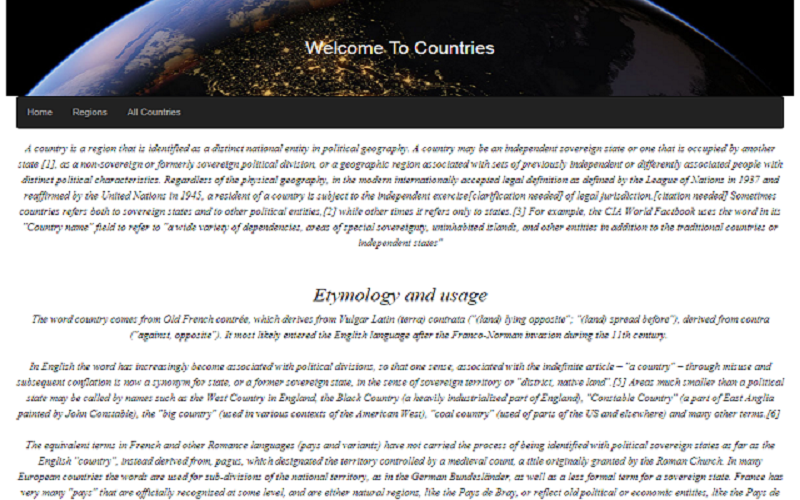 Welcome To Countries
Home Regions All Countries
A country is a region that is identified as a distinct national entity in political geography. A country may be an independent sovereign state or one that is occupied by another
state [1], as a non-sovereign or formerly sovereign political division, or a geographic region associated with sets of previously independent or differently associated people with
distinct political characteristics. Regardless of the physical geography, in the modern internationally accepted legal definition as defined by the League of Nations in 1937 and
reaffirmed by the United Nations in 1945, a resident of a country is subject to the independent exercise[clarification needed] of legal jurisdiction.[citation needed] Sometimes
countries refers both to sovereign states and to other political entities,[2] while other times it refers only to states.[3] For example, the CIA World Factbook uses the word in its
"Country name" field to refer to "a wide variety of dependencies, areas of special sovereignty, uninhabited islands, and other entities in addition to the traditional countries or
independent states"
Etymology and usage
The word country comes from Old French contrée, which derives from Vulgar Latin (terra) contrata ("(land) lying opposite"; "(land) spread before"), derived from contra
("against, opposite"). It most likely entered the English language after the Franco-Norman invasion during the 11th century.
In English the word has increasingly become associated with political divisions, so that one sense, associated with the indefinite article – "a country" – through misuse and
subsequent conflation is now a synonym for state, or a former sovereign state, in the sense of sovereign territory or "district, native land".[5] Areas much smaller than a political
state may be called by names such as the West Country in England, the Black Country (a heavily industrialised part of England), "Constable Country" (a part of East Anglia
painted by John Constable), the "big country" (used in various contexts of the American West), "coal country" (used of parts of the US and elsewhere) and many other terms.[6]
The equivalent terms in French and other Romance languages (pays and variants) have not carried the process of being identified with political sovereign states as far as the
English "country", instead derived from, pagus, which designated the territory controlled by a medieval count, a title originally granted by the Roman Church. In many
European countries the words are used for sub-divisions of the national territory, as in the German Bundesländer, as well as a less formal term for a sovereign state. France has
very many "pays" that are officially recognised at some level, and are either natural regions, like the Pays de Bray, or reflect old political or economic entities, like the Pays de